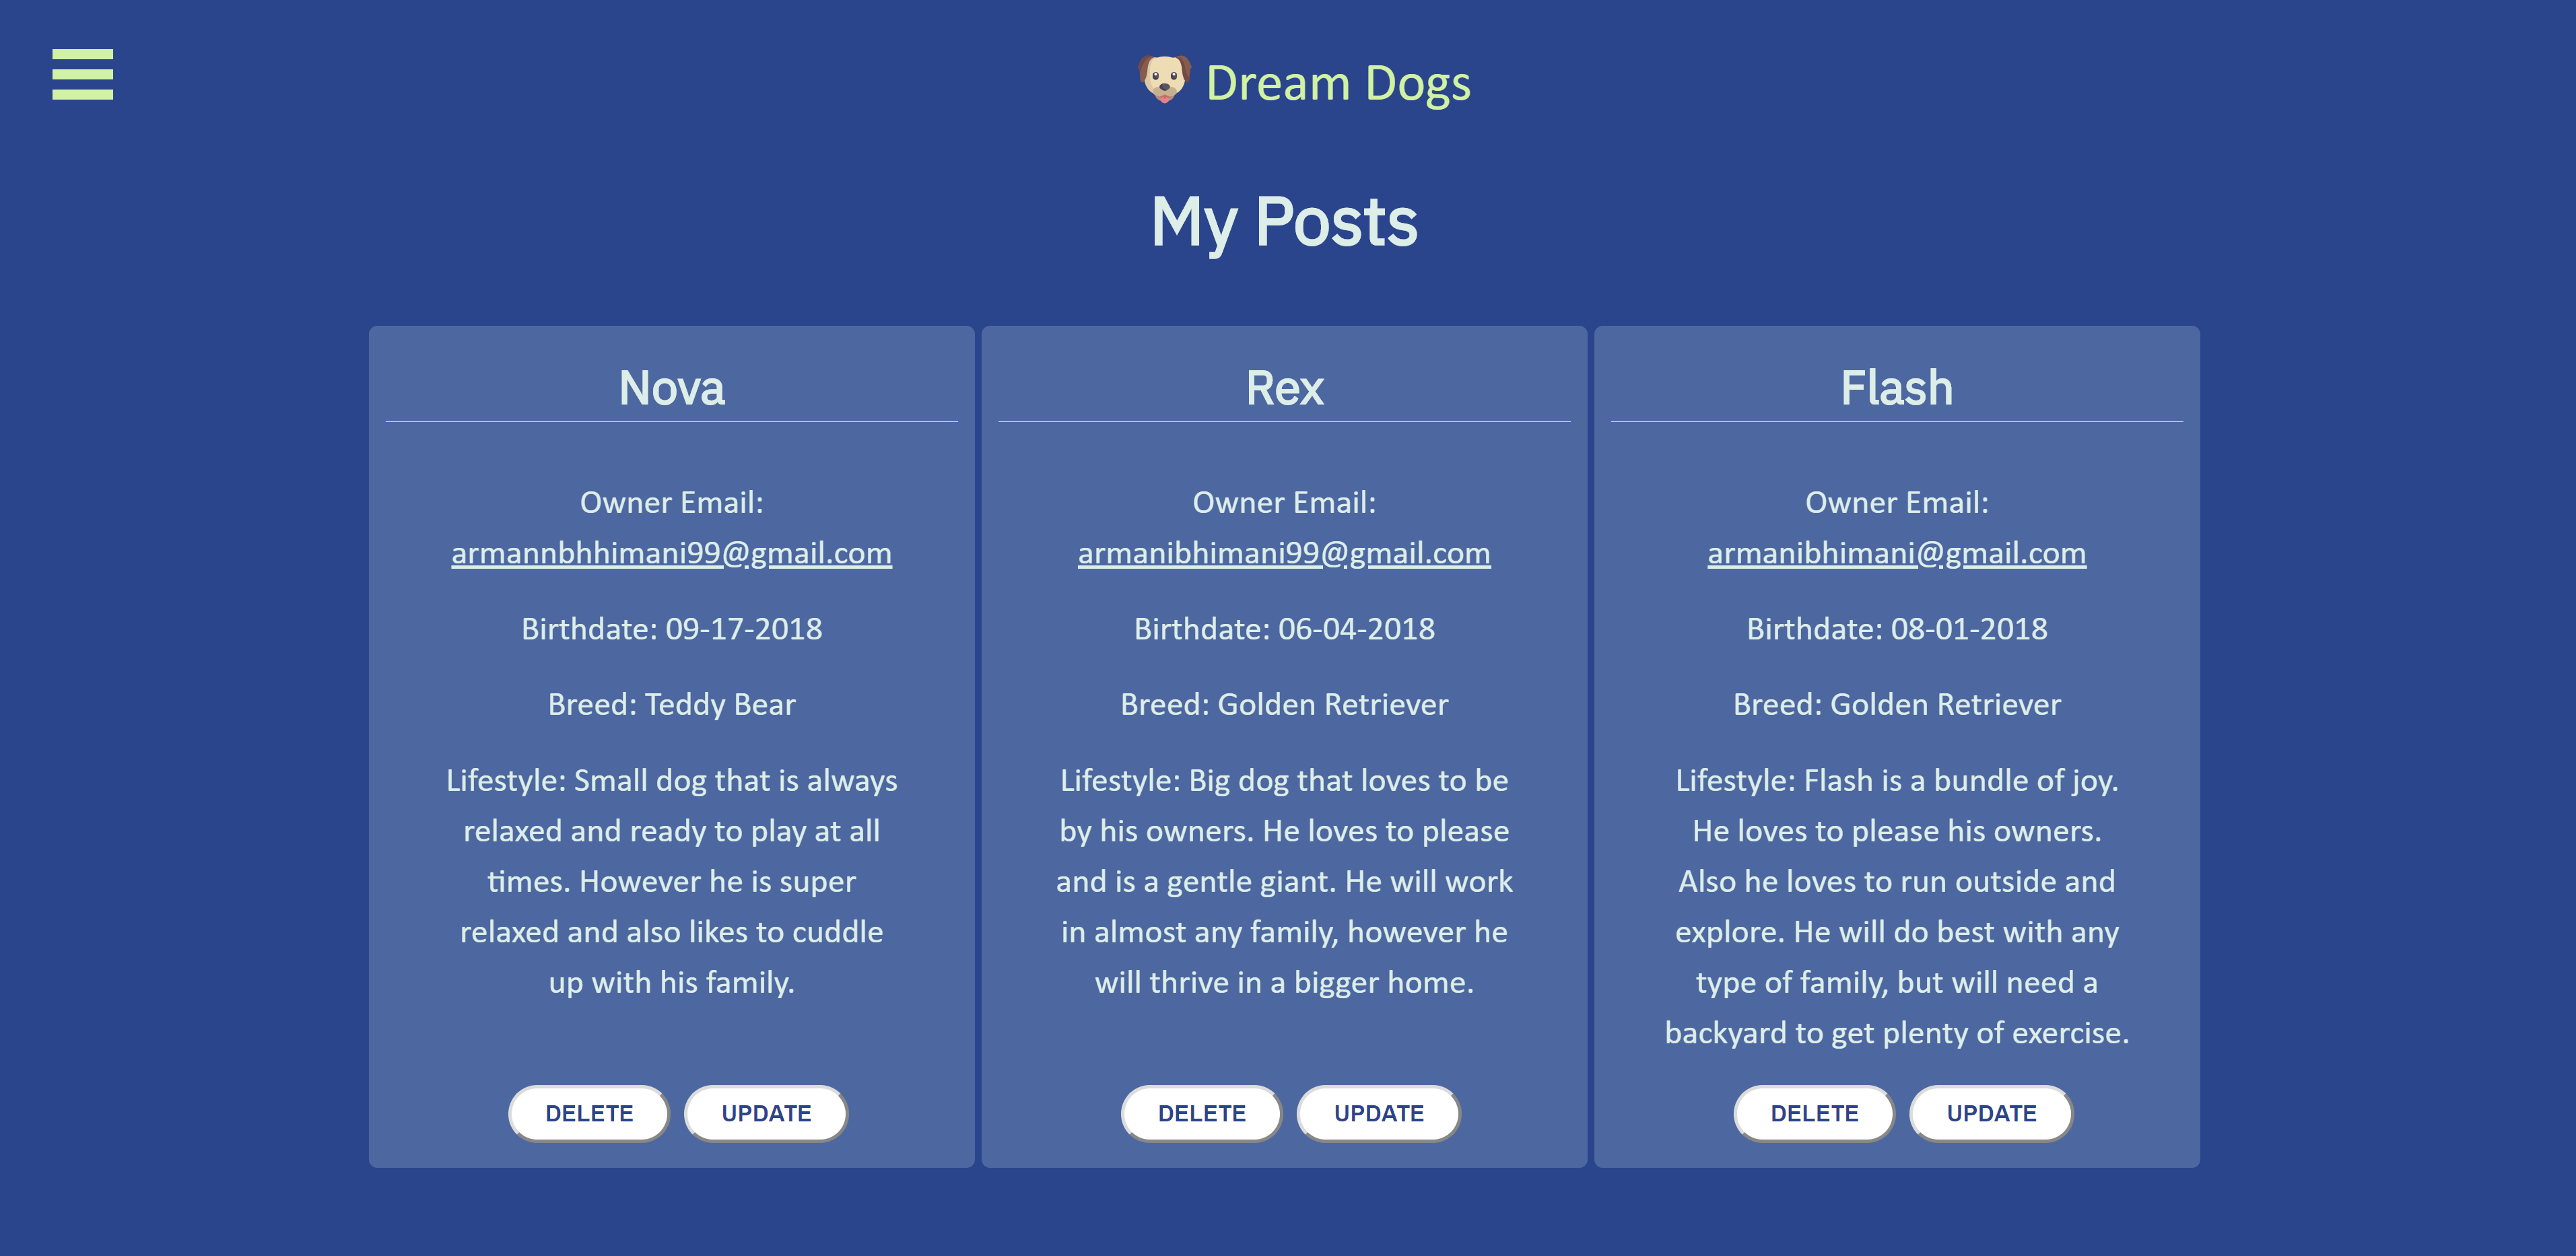 Dream Dogs
My Posts
Nova
Owner Email:
armannbhhimani99@gmail.com
Birthdate: 09-17-2018
Breed: Teddy Bear
Lifestyle: Small dog that is always
relaxed and ready to play at all
times. However he is super
relaxed and also likes to cuddle
up with his family.
DELETE
UPDATE
Rex
Owner Email:
armanibhimani99@gmail.com
Birthdate: 06-04-2018
Breed: Golden Retriever
Lifestyle: Big dog that loves to be
by his owners. He loves to please
and is a gentle giant. He will work
in almost any family, however he
will thrive in a bigger home.
DELETE
UPDATE
Flash
Owner Email:
armanibhimani@gmail.com
Birthdate: 08-01-2018
Breed: Golden Retriever
Lifestyle: Flash is a bundle of joy.
He loves to please his owners.
Also he loves to run outside and
explore. He will do best with any
type of family, but will need a
backyard to get plenty of exercise.
DELETE
UPDATE